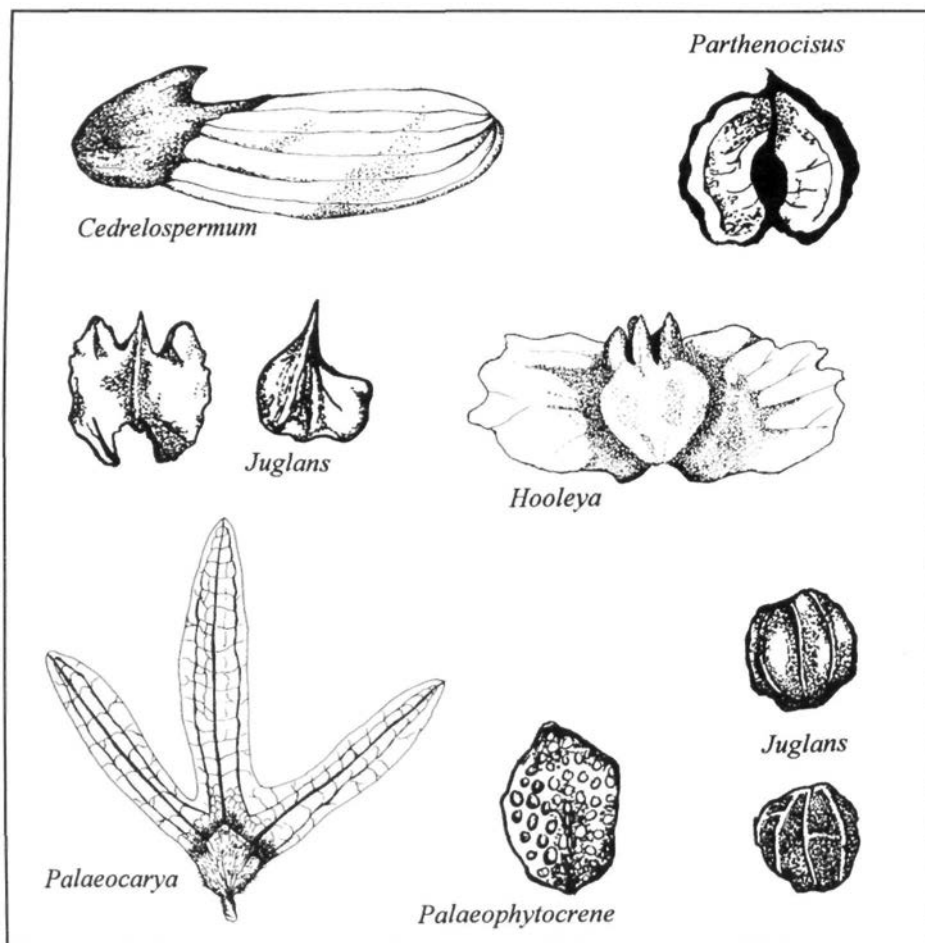 Parthenocisus
Cedrelospermum
Juglans
Hooleya
Juglans
Palaeocarya
Palaeophytocrene